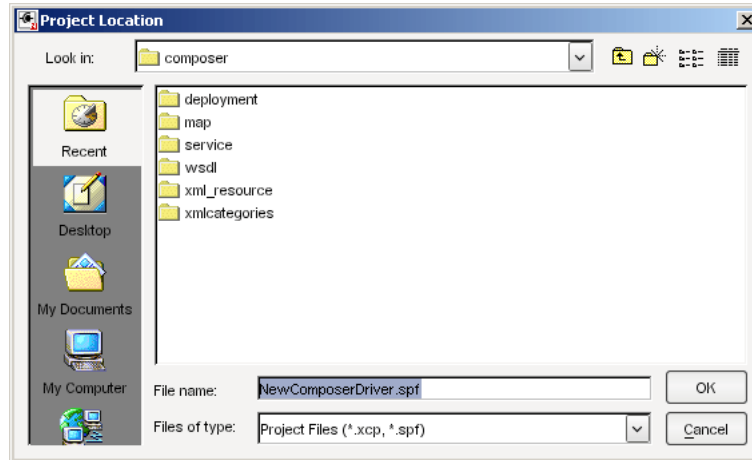 Project Location
Look in: composer
deployment
map
service
wsdl
xml_resource
xmlcategories
Recent
Desktop
My Documents
My Computer
File name: NewComposerDriver.spf OK
Files of type: Project Files (*.xcp, *.spf) Cancel